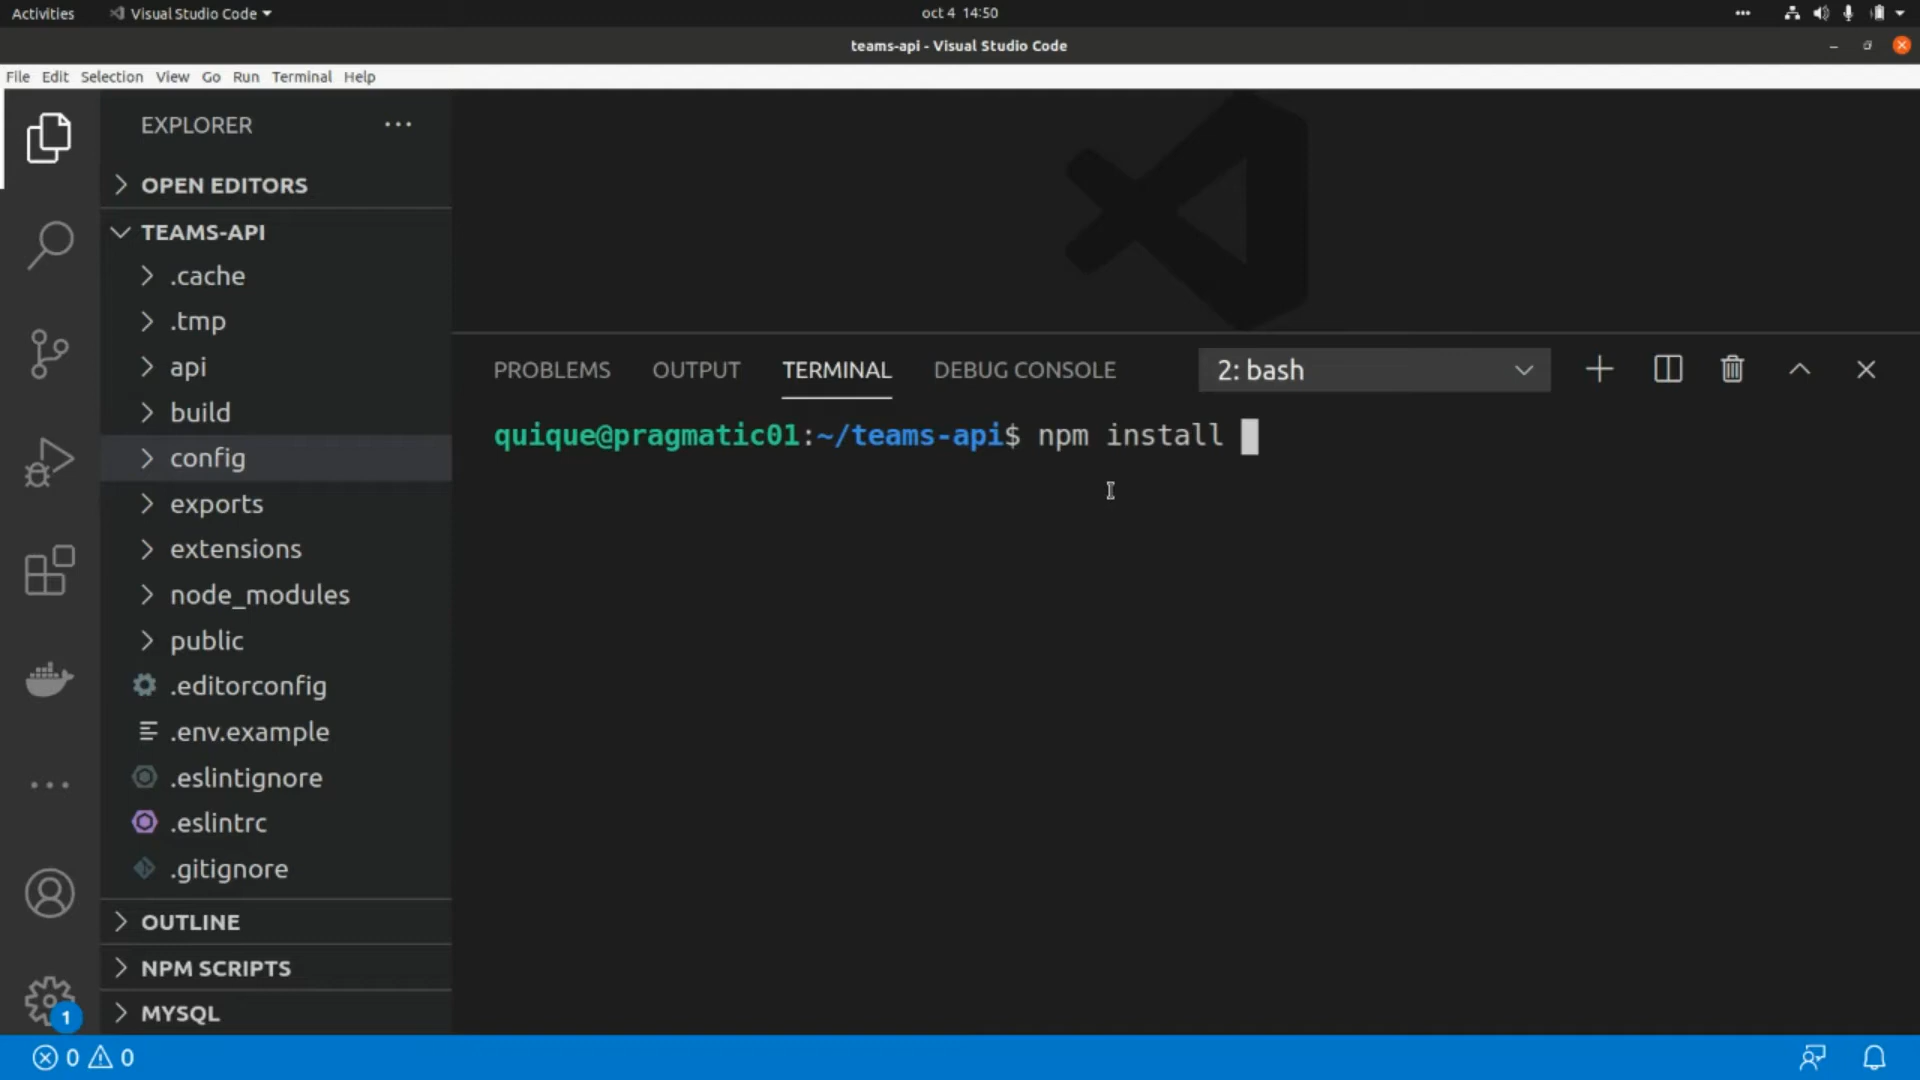 Activities
Visual Studio Code
oct 4 14:50
teams-api - Visual Studio Code
File Edit Selection View Go Run Terminal Help
EXPLORER
OPEN EDITORS
TEAMS-API
.cache
.tmp
api
build
config
exports
extensions
node_modules
public
.editorconfig
.env.example
.eslintignore
.eslintrc
.gitignore
OUTLINE
NPM SCRIPTS
MYSQL
PROBLEMS OUTPUT TERMINAL DEBUG CONSOLE
2: bash
quique@pragmatic01:~/teams-api$ npm install
1
0 0